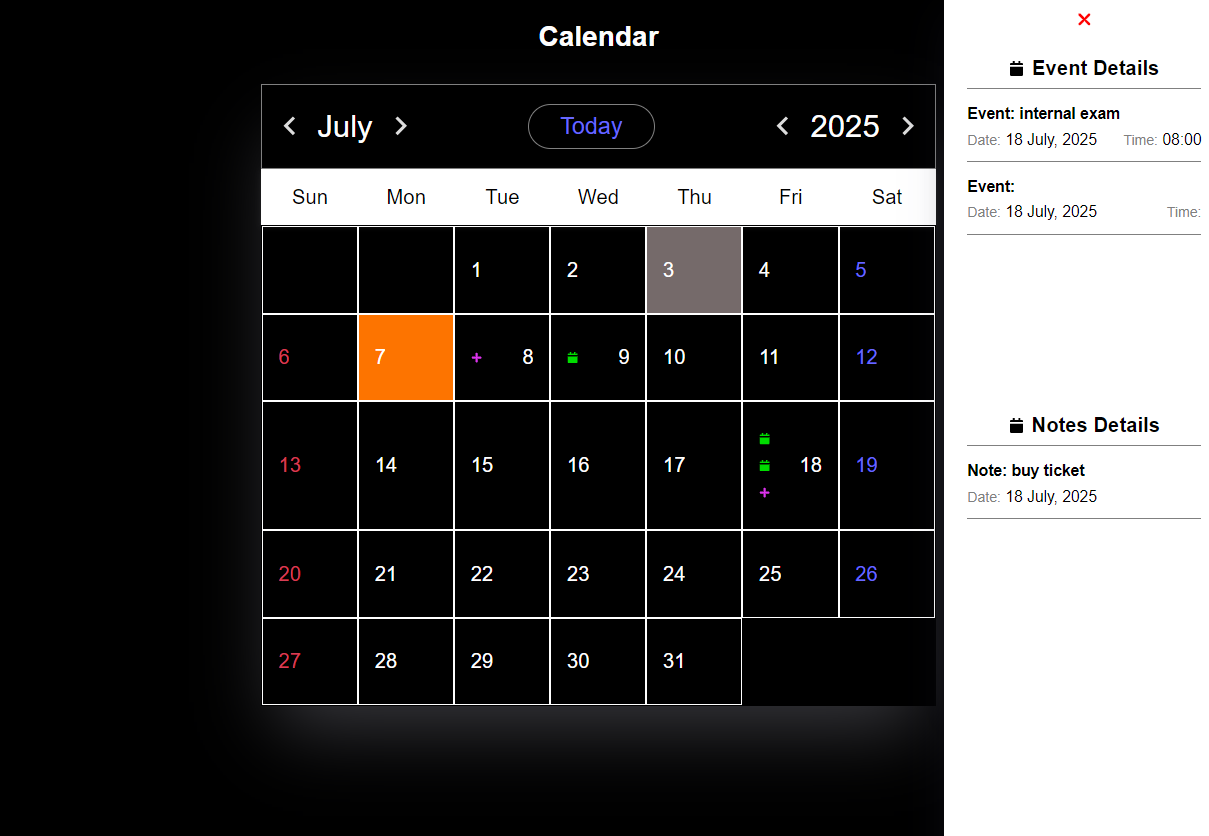 Calendar
July Today 2025
Sun Mon Tue Wed Thu Fri Sat
1 2 3 4 5
6 7 8 9 10 11 12
13 14 15 16 17 18 19
20 21 22 23 24 25 26
27 28 29 30 31
Event Details
Event: internal exam
Date: 18 July, 2025 Time: 08:00
Event:
Date: 18 July, 2025 Time:
Notes Details
Note: buy ticket
Date: 18 July, 2025